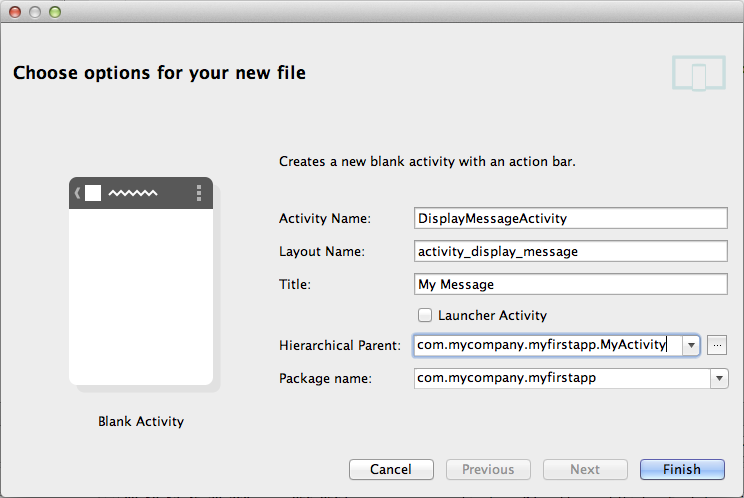 Choose options for your new file
Creates a new blank activity with an action bar.
Activity Name: DisplayMessageActivity
Layout Name: activity_display_message
Title: My Message
Launcher Activity
Hierarchical Parent: com.mycompany.myfirstapp.MyActivity ...
Package name: com.mycompany.myfirstapp
Blank Activity
Cancel Previous Next Finish